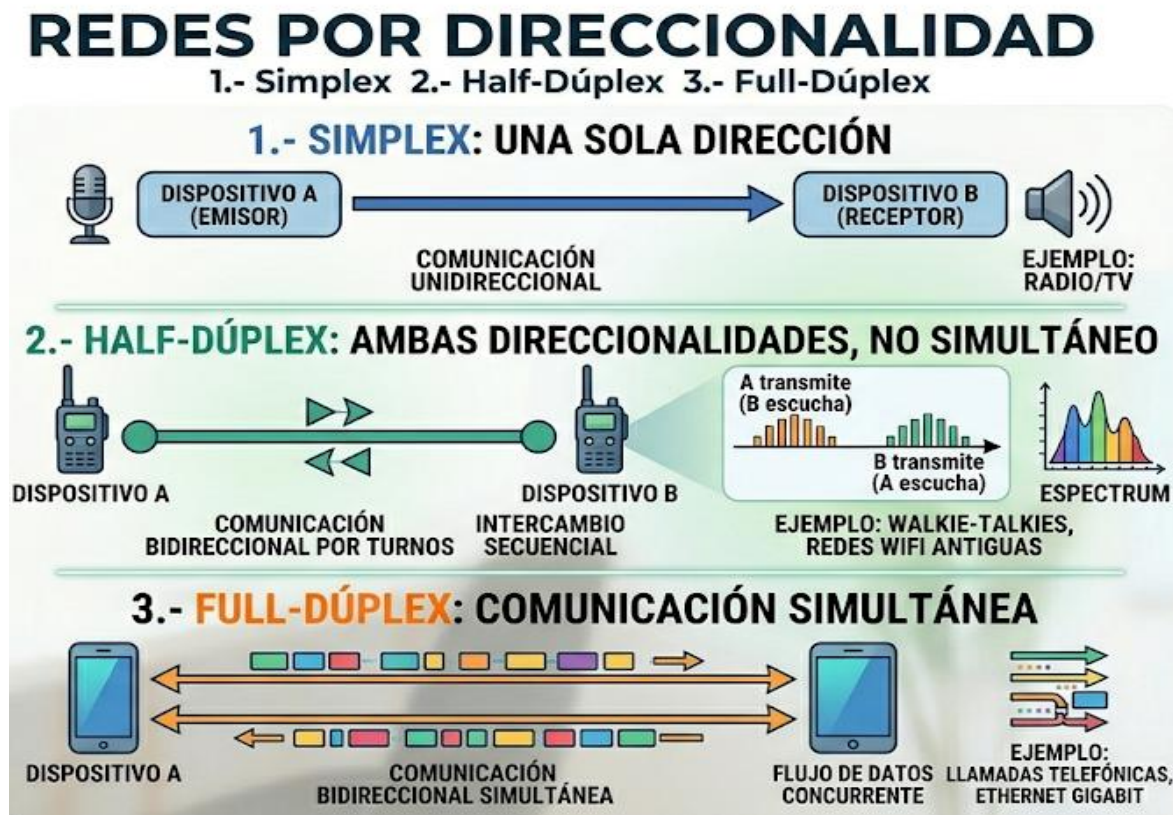 REDES POR DIRECCIONALIDAD
1.- Simplex 2.- Half-Dúplex 3.- Full-Dúplex
1.- SIMPLEX: UNA SOLA DIRECCIÓN
DISPOSITIVO A
(EMISOR)
DISPOSITIVO B
(RECEPTOR)
COMUNICACIÓN
UNIDIRECCIONAL
EJEMPLO:
RADIO/TV
2.- HALF-DÚPLEX: AMBAS DIRECCIONALIDADES, NO SIMULTÁNEO
A transmite
(B escucha)
B transmite
(A escucha)
DISPOSITIVO A
DISPOSITIVO B
ESPECTRUM
COMUNICACIÓN
BIDIRECCIONAL POR TURNOS
INTERCAMBIO
SECUENCIAL
EJEMPLO: WALKIE-TALKIES,
REDES WIFI ANTIGUAS
3.- FULL-DÚPLEX: COMUNICACIÓN SIMULTÁNEA
DISPOSITIVO A
COMUNICACIÓN
BIDIRECCIONAL SIMULTÁNEA
FLUJO DE DATOS
CONCURRENTE
EJEMPLO:
LLAMADAS TELEFÓNICAS,
ETHERNET GIGABIT